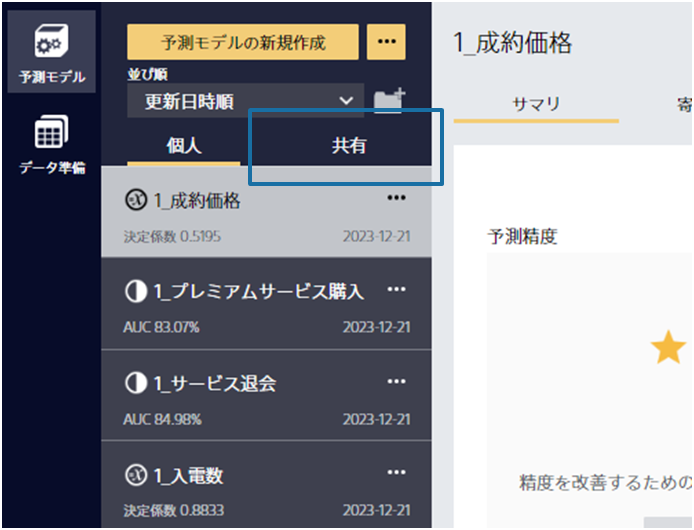 予測モデル
データ準備
予測モデルの新規作成
並び順
更新日時順
個人
共有
1_成約価格
決定係数 0.5195
2023-12-21
1_プレミアムサービス購入
AUC 83.07%
2023-12-21
1_サービス退会
AUC 84.98%
2023-12-21
1_入電数
決定係数 0.8833
2023-12-21
1_成約価格
サマリ
寄
予測精度
精度を改善するための